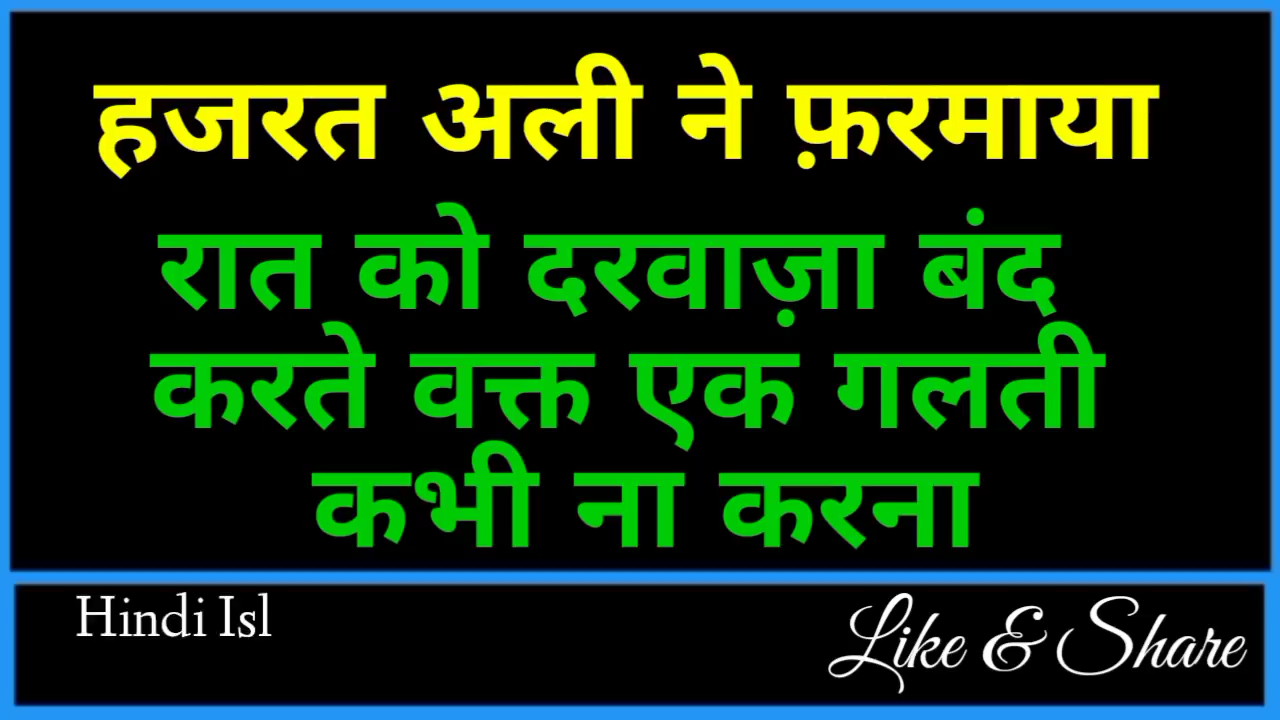 हजरत अली ने फ़रमाया
रात को दरवाज़ा बंद
करते वक्त एक गलती
कभी ना करना
Hindi Isl
Like & Share